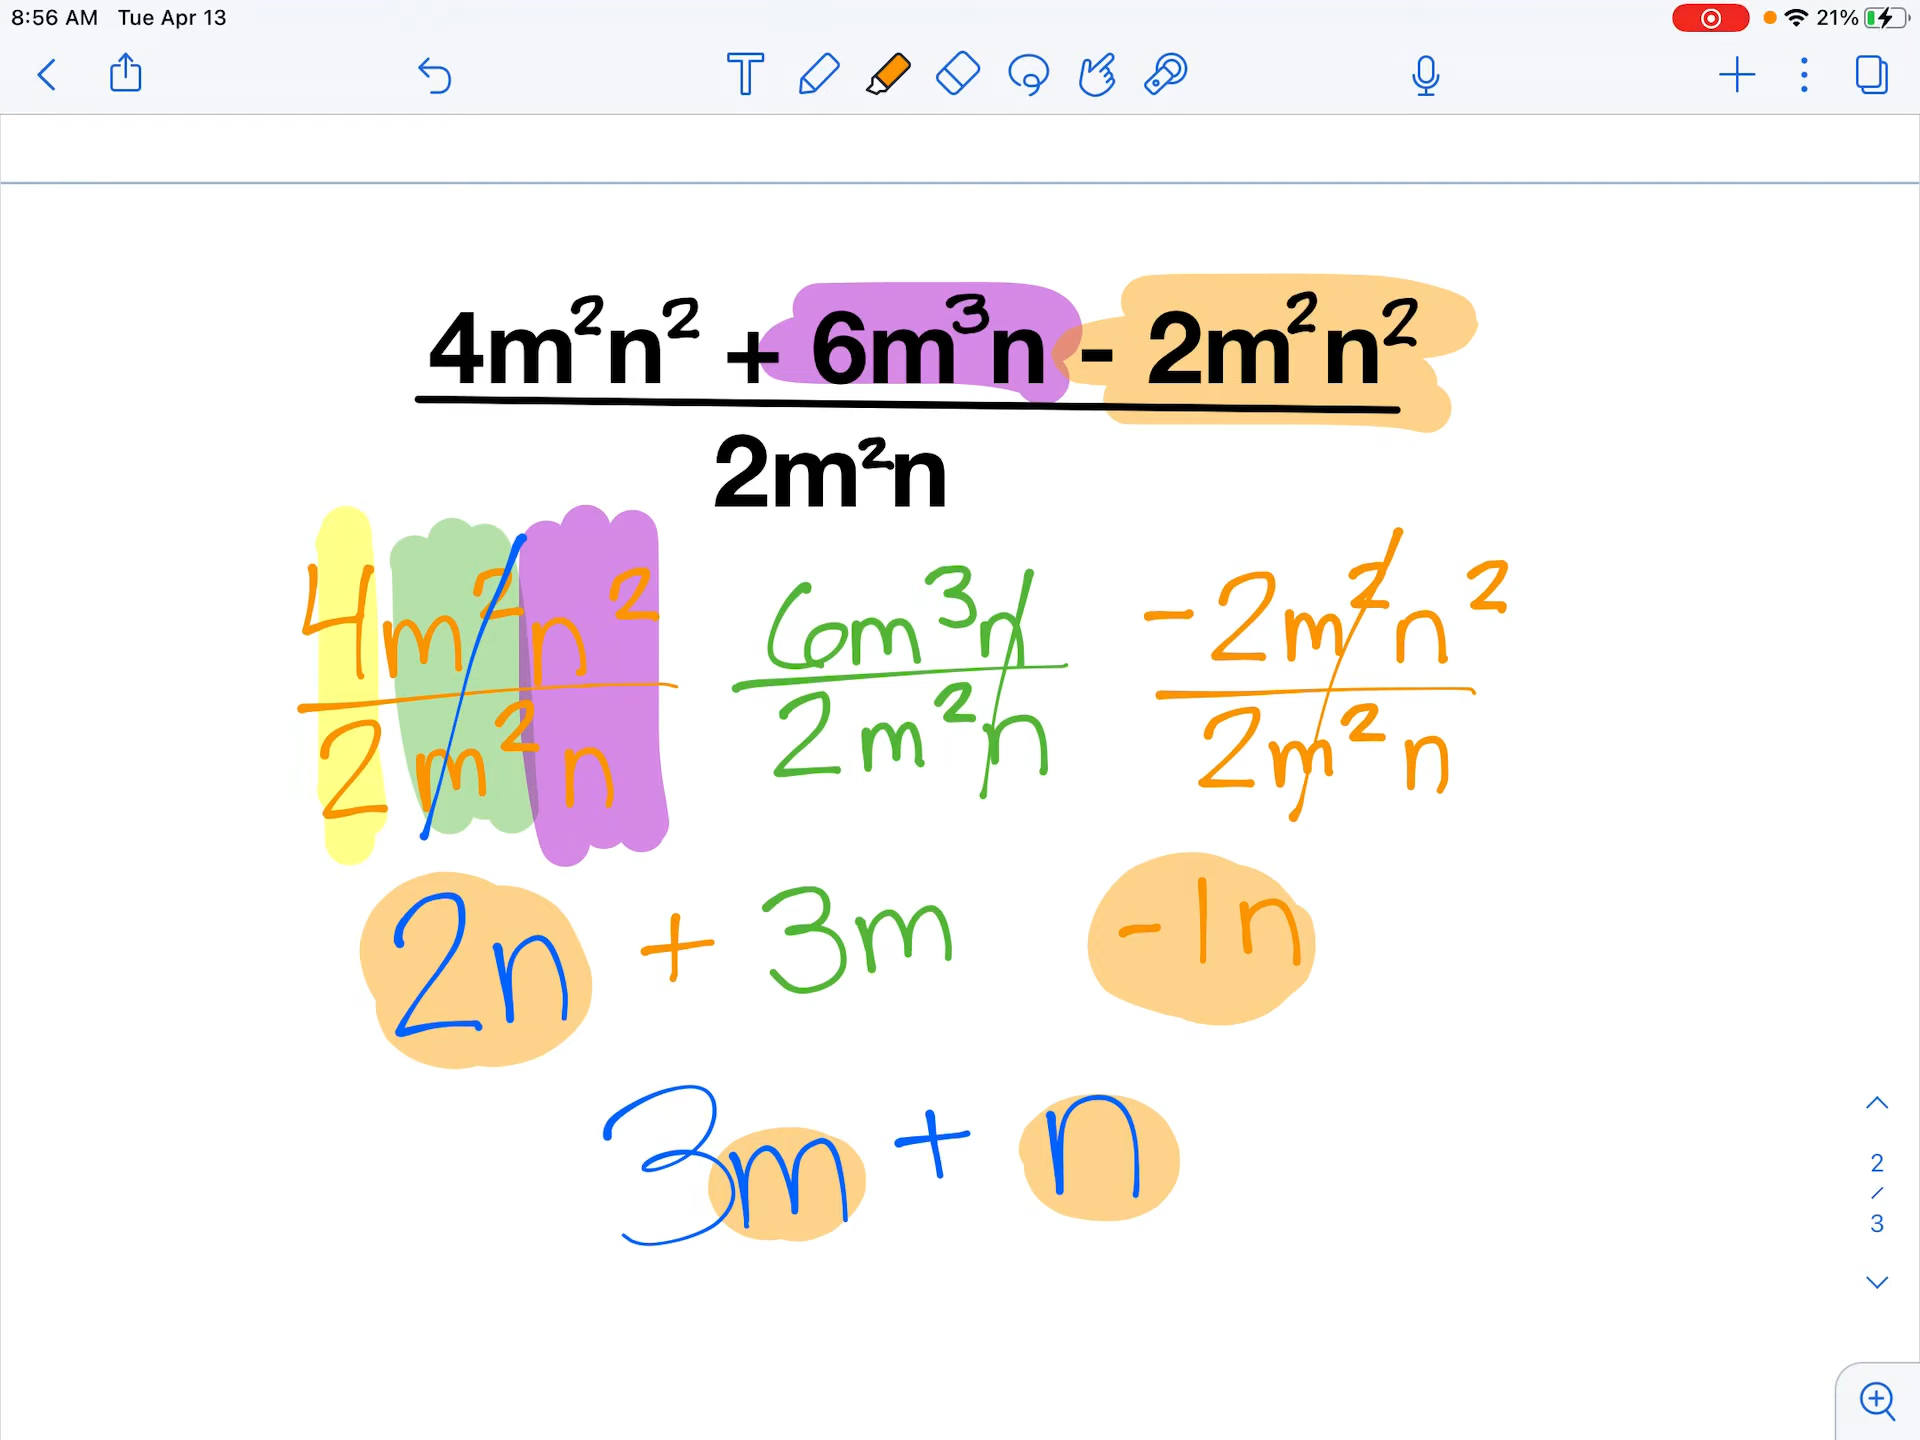 8:56 AM Tue Apr 13 21%
T
4m²n² + 6m³n - 2m²n²
2m²n
4m²n² 6m³n -2m²n²
2m²n 2m²n 2m²n
2n + 3m -1n
3m + n
2
/
3